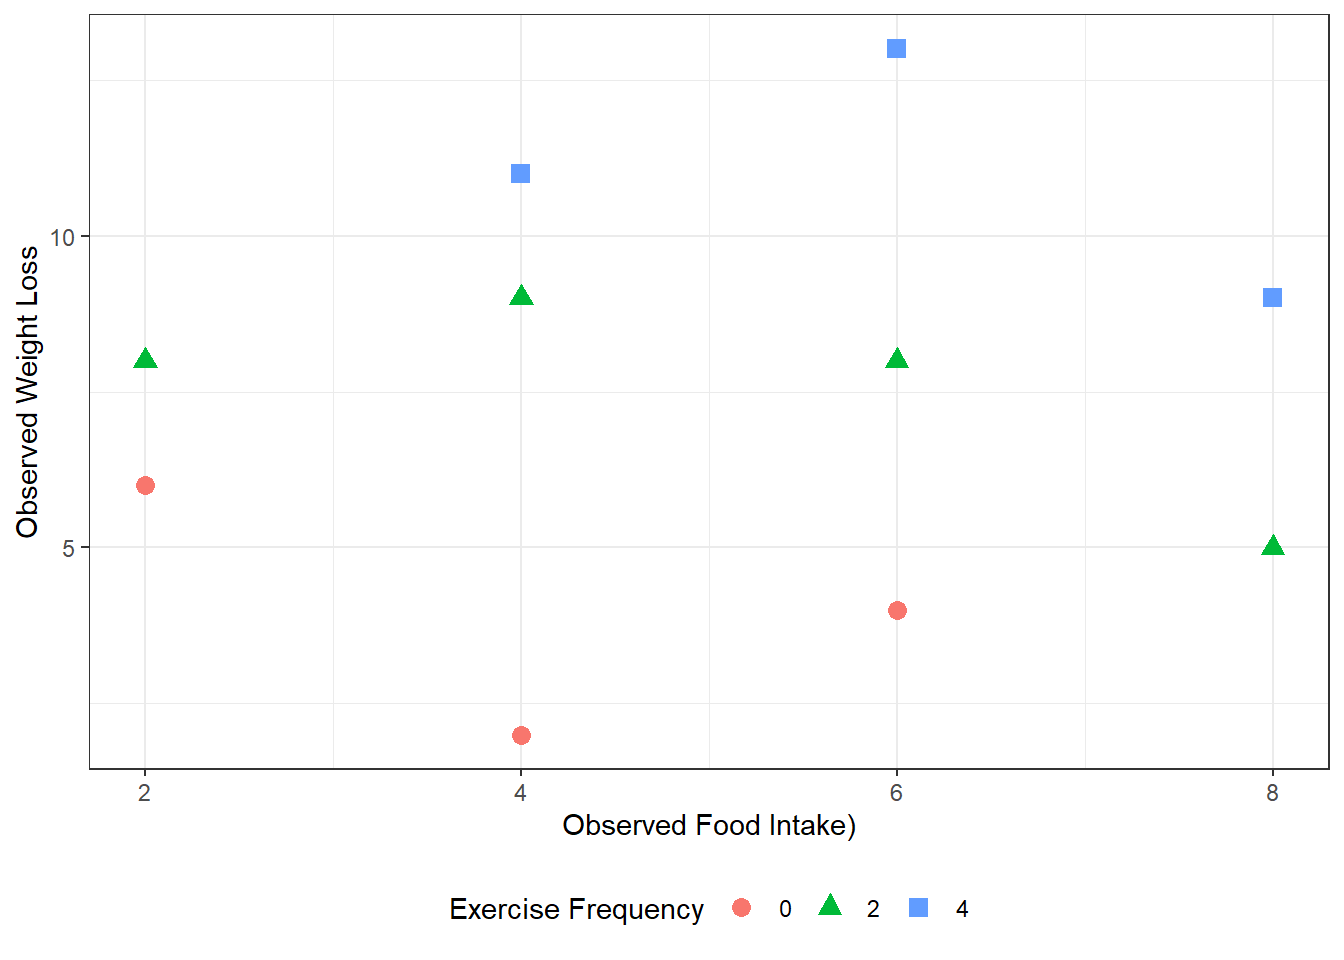 Observed Weight Loss
10
5
2 4 6 8
Observed Food Intake)
Exercise Frequency 0 2 4